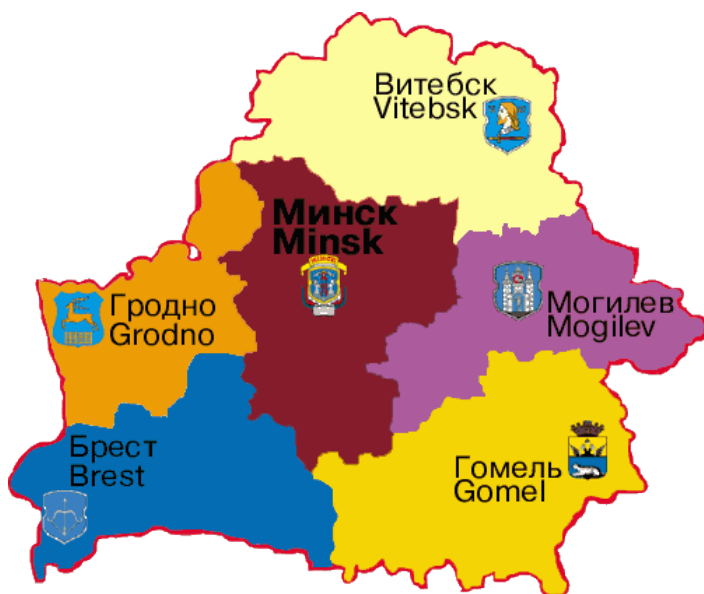 Витебск
Vitebsk
Минск
Minsk
Гродно
Grodno
Могилев
Mogilev
Брест
Brest
Гомель
Gomel